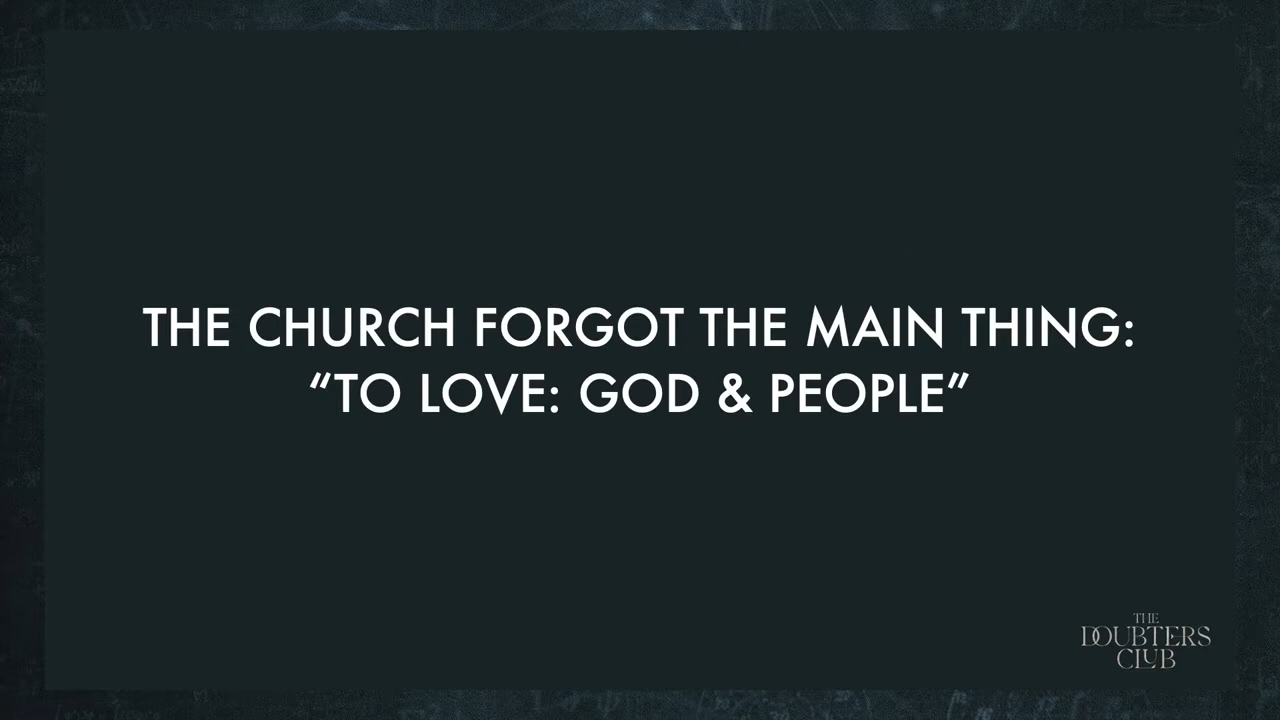 THE CHURCH FORGOT THE MAIN THING:
“TO LOVE: GOD & PEOPLE”
THE
DOUBTERS
CLUB